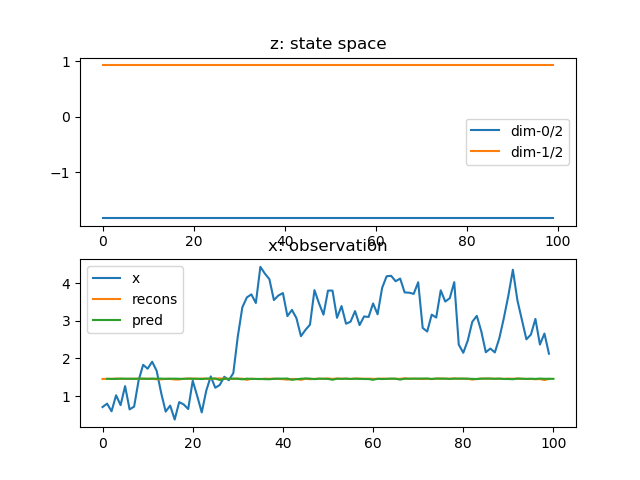 z: state space
1
0
−1
dim-0/2
dim-1/2
0 20 40 60 80 100
x: observation
4
3
2
1
x
recons
pred
0 20 40 60 80 100